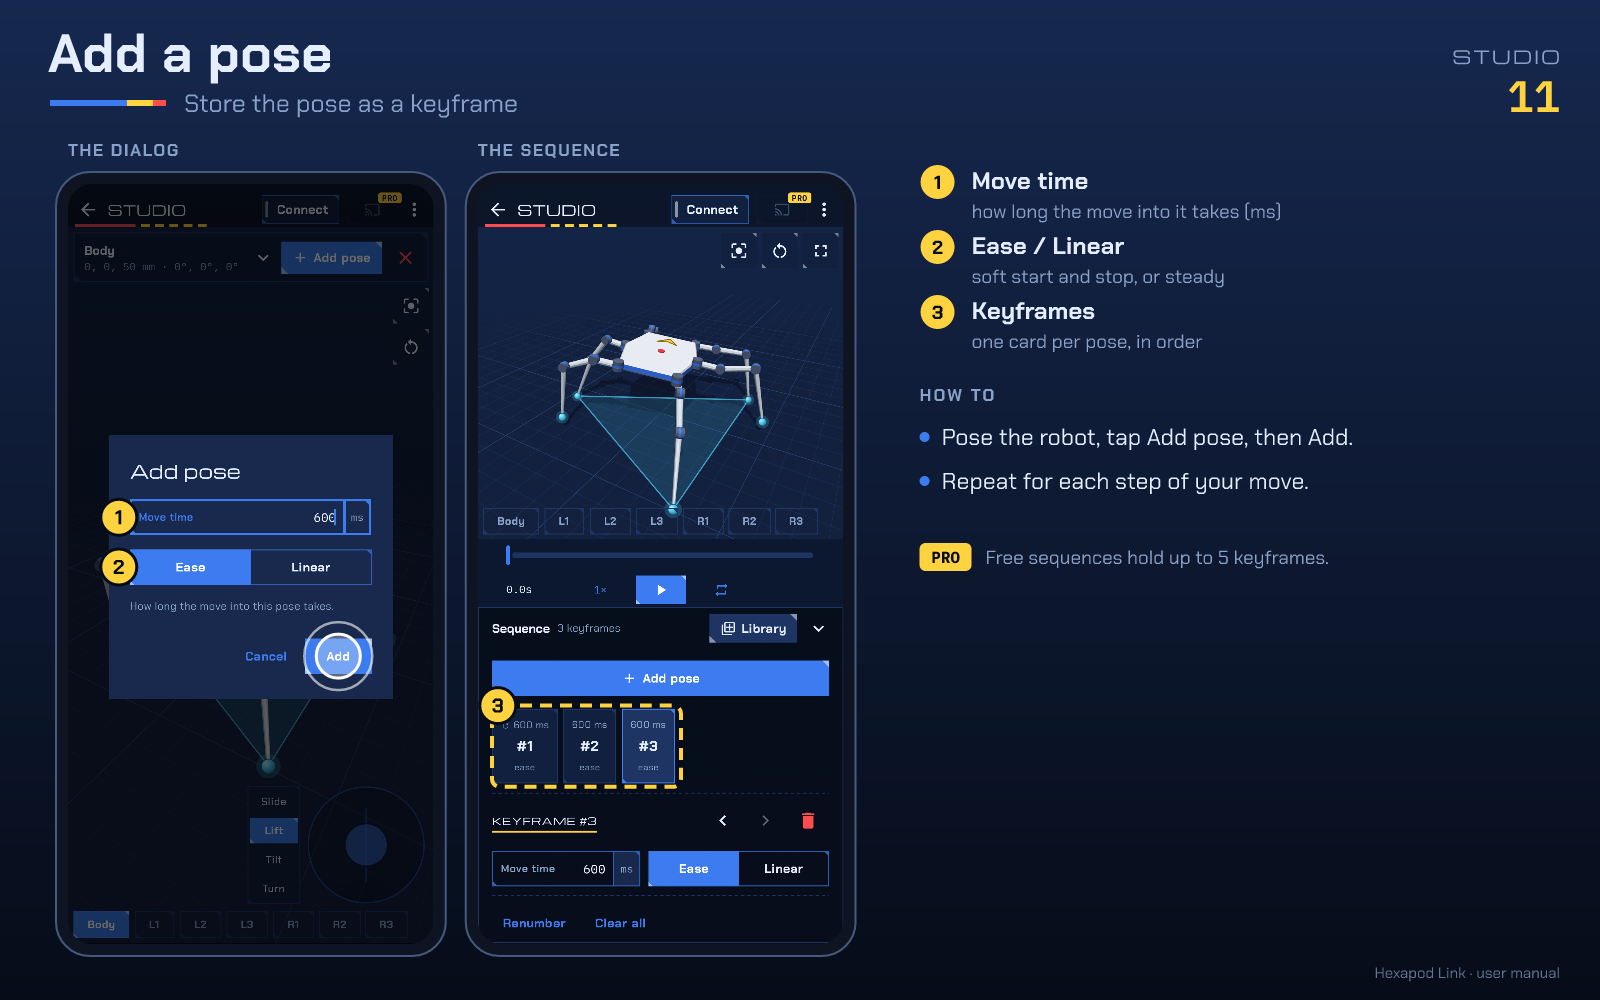 Add a pose
Store the pose as a keyframe
STUDIO
11
THE DIALOG
STUDIO
Connect
PRO
Body
0, 0, 50 mm · 0°, 0°, 0°
+ Add pose
Add pose
1
Move time
600
ms
2
Ease
Linear
How long the move into this pose takes.
Cancel
Add
Slide
Lift
Tilt
Turn
Body
L1
L2
L3
R1
R2
R3
THE SEQUENCE
STUDIO
Connect
PRO
Body
L1
L2
L3
R1
R2
R3
0.0s
1×
Sequence
3 keyframes
Library
+ Add pose
3
600 ms
#1
ease
600 ms
#2
ease
600 ms
#3
ease
KEYFRAME #3
Move time
600
ms
Ease
Linear
Renumber
Clear all
1
Move time
how long the move into it takes (ms)
2
Ease / Linear
soft start and stop, or steady
3
Keyframes
one card per pose, in order
HOW TO
Pose the robot, tap Add pose, then Add.
Repeat for each step of your move.
PRO
Free sequences hold up to 5 keyframes.
Hexapod Link · user manual